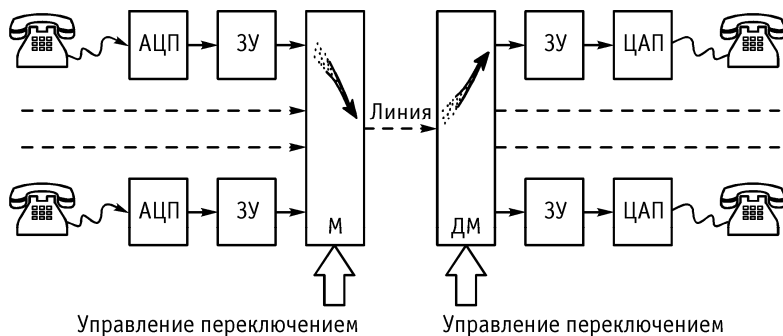 АЦП ЗУ ЗУ ЦАП
Линия
АЦП ЗУ М ДМ ЗУ ЦАП
Управление переключением Управление переключением